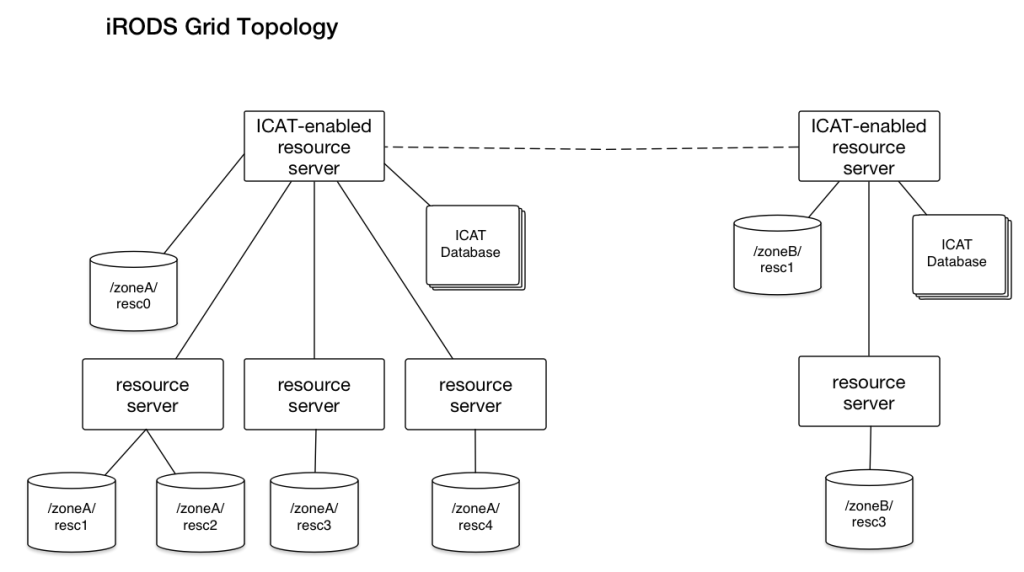 iRODS Grid Topology
ICAT-enabled
resource
server
ICAT-enabled
resource
server
ICAT
Database
/zoneB/
resc1
ICAT
Database
/zoneA/
resc0
resource
server
resource
server
resource
server
resource
server
/zoneA/
resc1
/zoneA/
resc2
/zoneA/
resc3
/zoneA/
resc4
/zoneB/
resc3